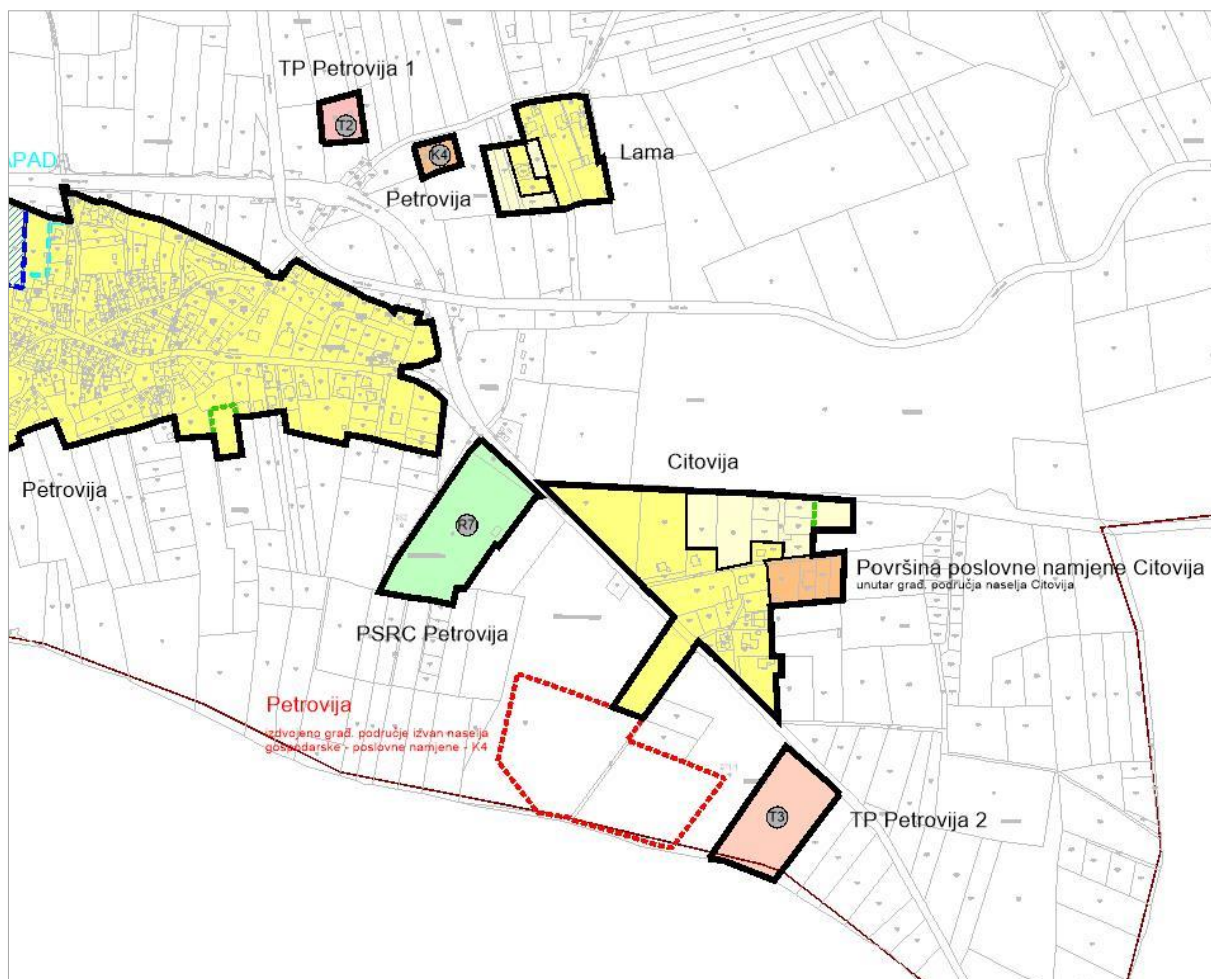 TP Petrovija 1
T2
K4
Lama
APAD
Petrovija
Citovija
Petrovija
R7
Površina poslovne namjene Citovija
unutar građ. područja naselja Citovija
PSRC Petrovija
Petrovija
izdvojeno građ. područje izvan naselja
gospodarske - poslovne namjene - K4
T3
TP Petrovija 2